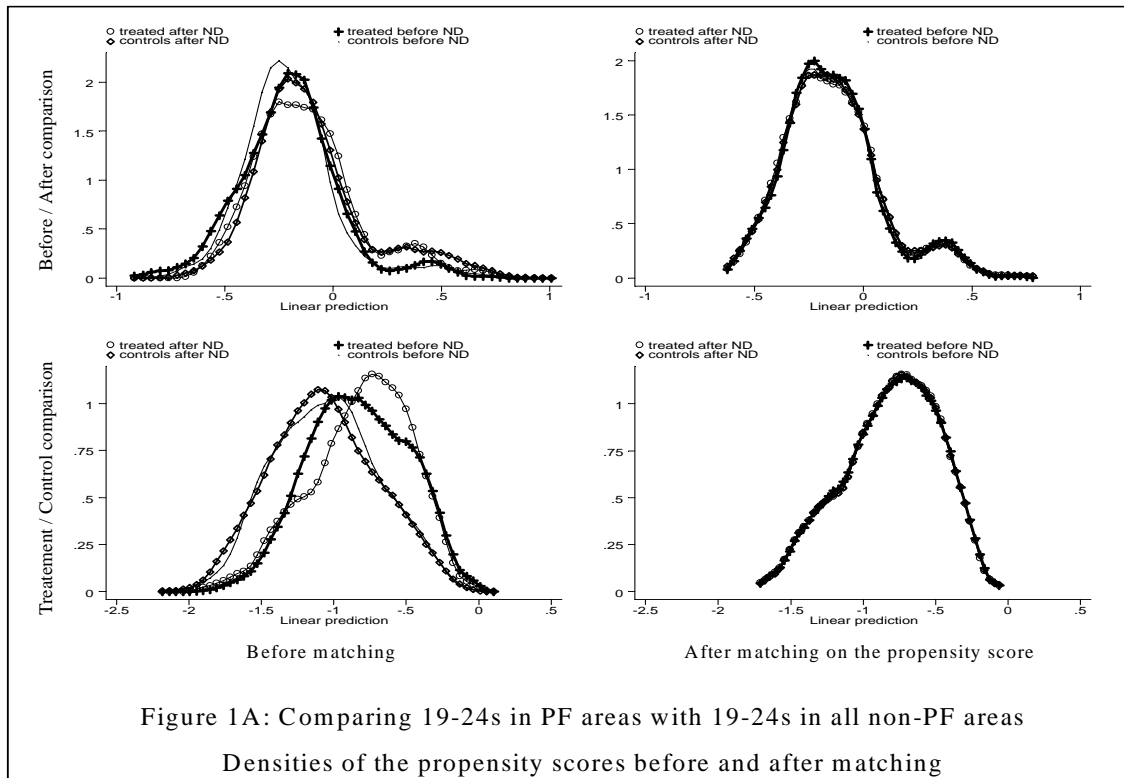 treated after ND treated before ND
controls after ND controls before ND
Before / After comparison
2
1.5
1
.5
0
-1 -.5 0 .5 1
Linear prediction
treated after ND treated before ND
controls after ND controls before ND
2
1.5
1
.5
0
-1 -.5 0 .5 1
Linear prediction
treated after ND treated before ND
controls after ND controls before ND
Treatement / Control comparison
1
.75
.5
.25
0
-2.5 -2 -1.5 -1 -.5 0 .5
Linear prediction
treated after ND treated before ND
controls after ND controls before ND
1
.75
.5
.25
0
-2.5 -2 -1.5 -1 -.5 0 .5
Linear prediction
Before matching
After matching on the propensity score
Figure 1A: Comparing 19-24s in PF areas with 19-24s in all non-PF areas
Densities of the propensity scores before and after matching